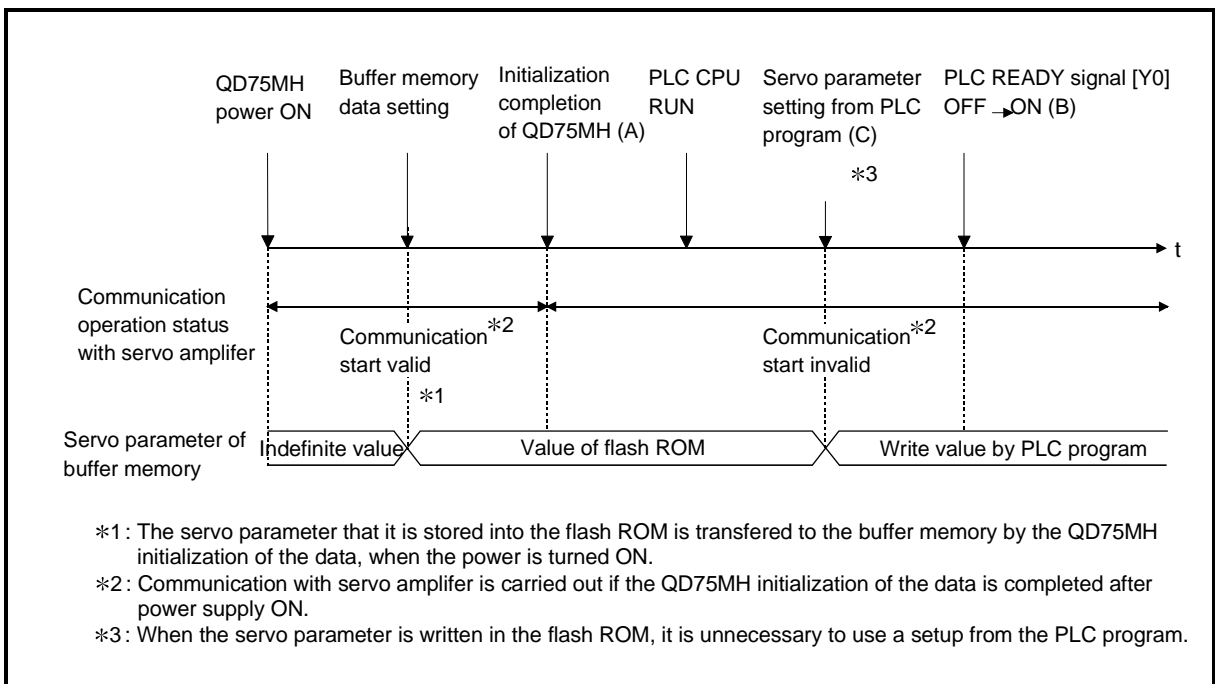 QD75MH
power ON
Buffer memory
data setting
Initialization
completion
of QD75MH (A)
PLC CPU
RUN
Servo parameter
setting from PLC
program (C)
PLC READY signal [Y0]
OFF → ON (B)
*3
t
Communication
operation status
with servo amplifer
Communication*2
start valid
Communication*2
start invalid
*1
Servo parameter of
buffer memory
Indefinite value
Value of flash ROM
Write value by PLC program
*1: The servo parameter that it is stored into the flash ROM is transfered to the buffer memory by the QD75MH
initialization of the data, when the power is turned ON.
*2: Communication with servo amplifer is carried out if the QD75MH initialization of the data is completed after
power supply ON.
*3: When the servo parameter is written in the flash ROM, it is unnecessary to use a setup from the PLC program.